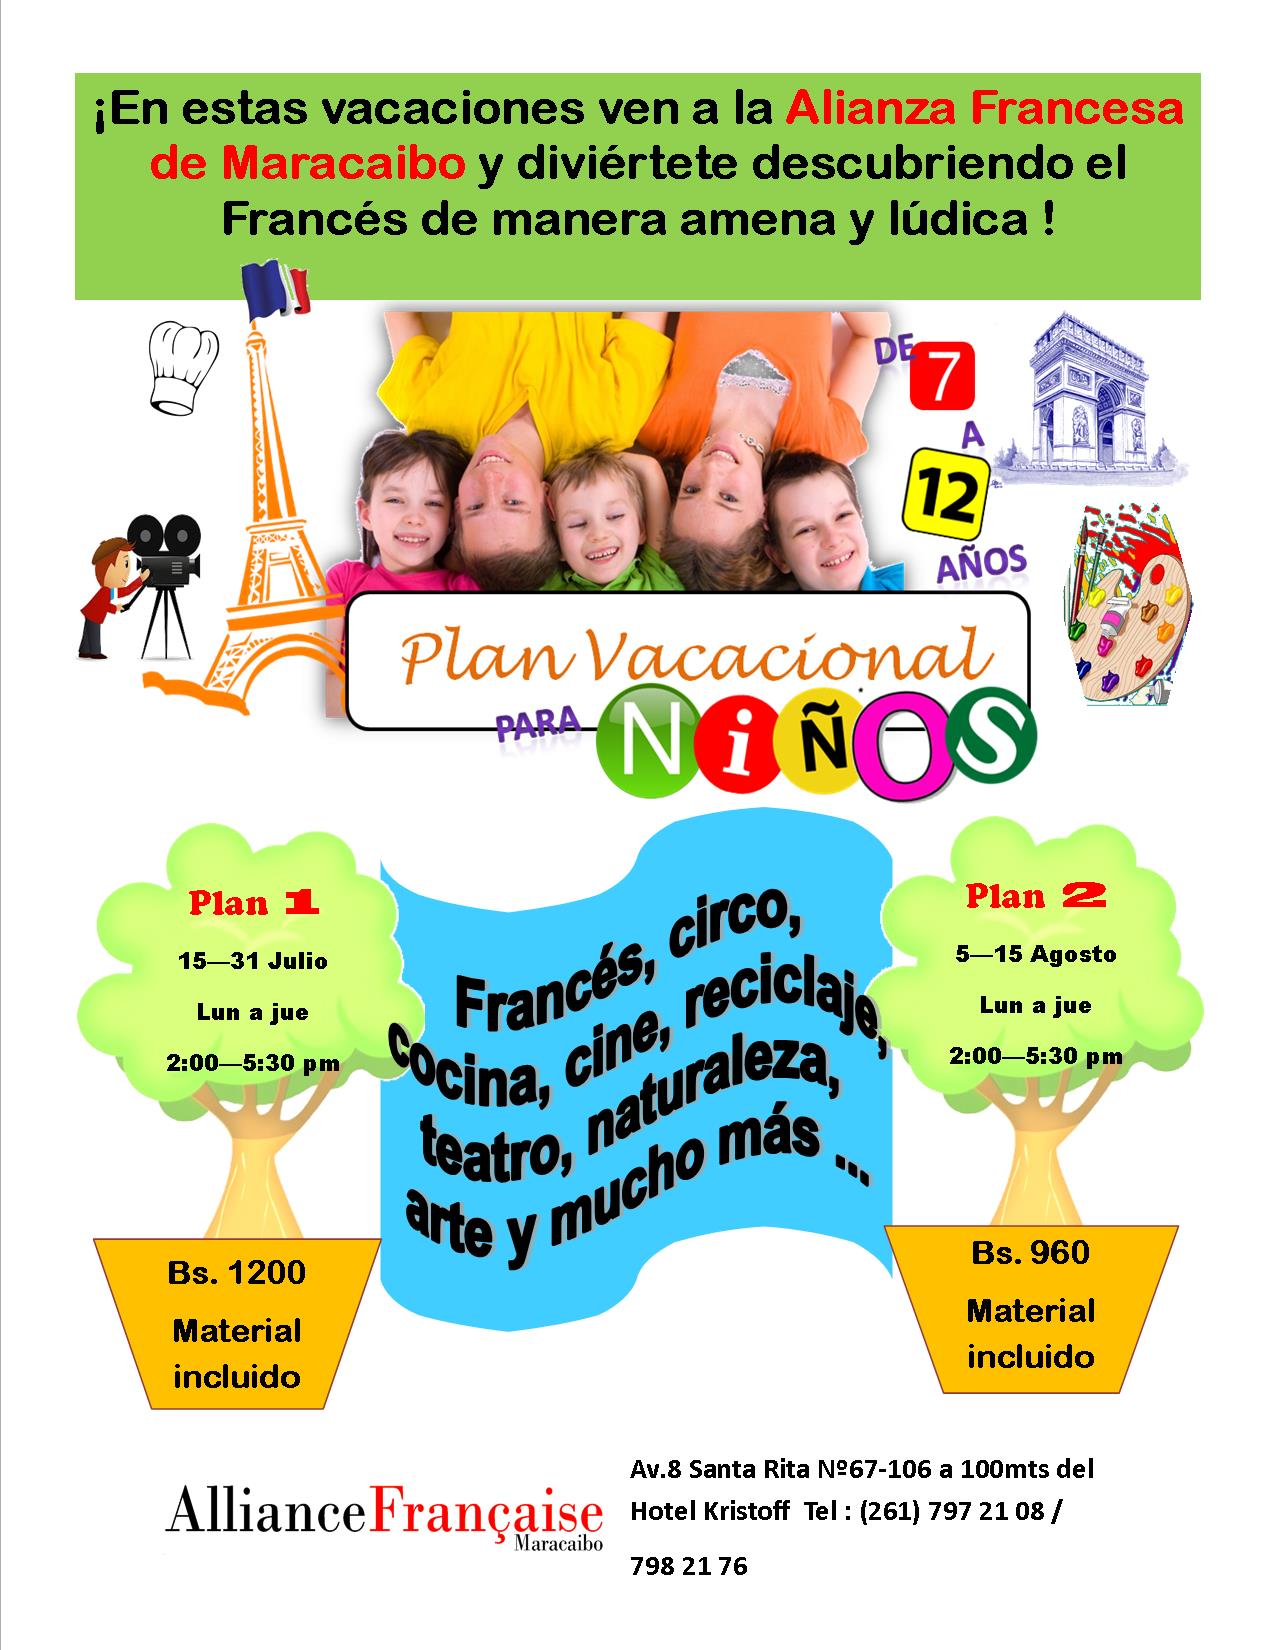 ¡En estas vacaciones ven a la Alianza Francesa
de Maracaibo y diviértete descubriendo el
Francés de manera amena y lúdica !
DE 7
A
12
AÑOS
Plan Vacacional
PARA NiÑOS
Plan 1
15—31 Julio
Lun a jue
2:00—5:30 pm
Bs. 1200
Material
incluido
Francés, circo,
cocina, cine, reciclaje,
teatro, naturaleza,
arte y mucho más ...
Plan 2
5—15 Agosto
Lun a jue
2:00—5:30 pm
Bs. 960
Material
incluido
AllianceFrançaise
Maracaibo
Av.8 Santa Rita Nº67-106 a 100mts del
Hotel Kristoff Tel : (261) 797 21 08 /
798 21 76